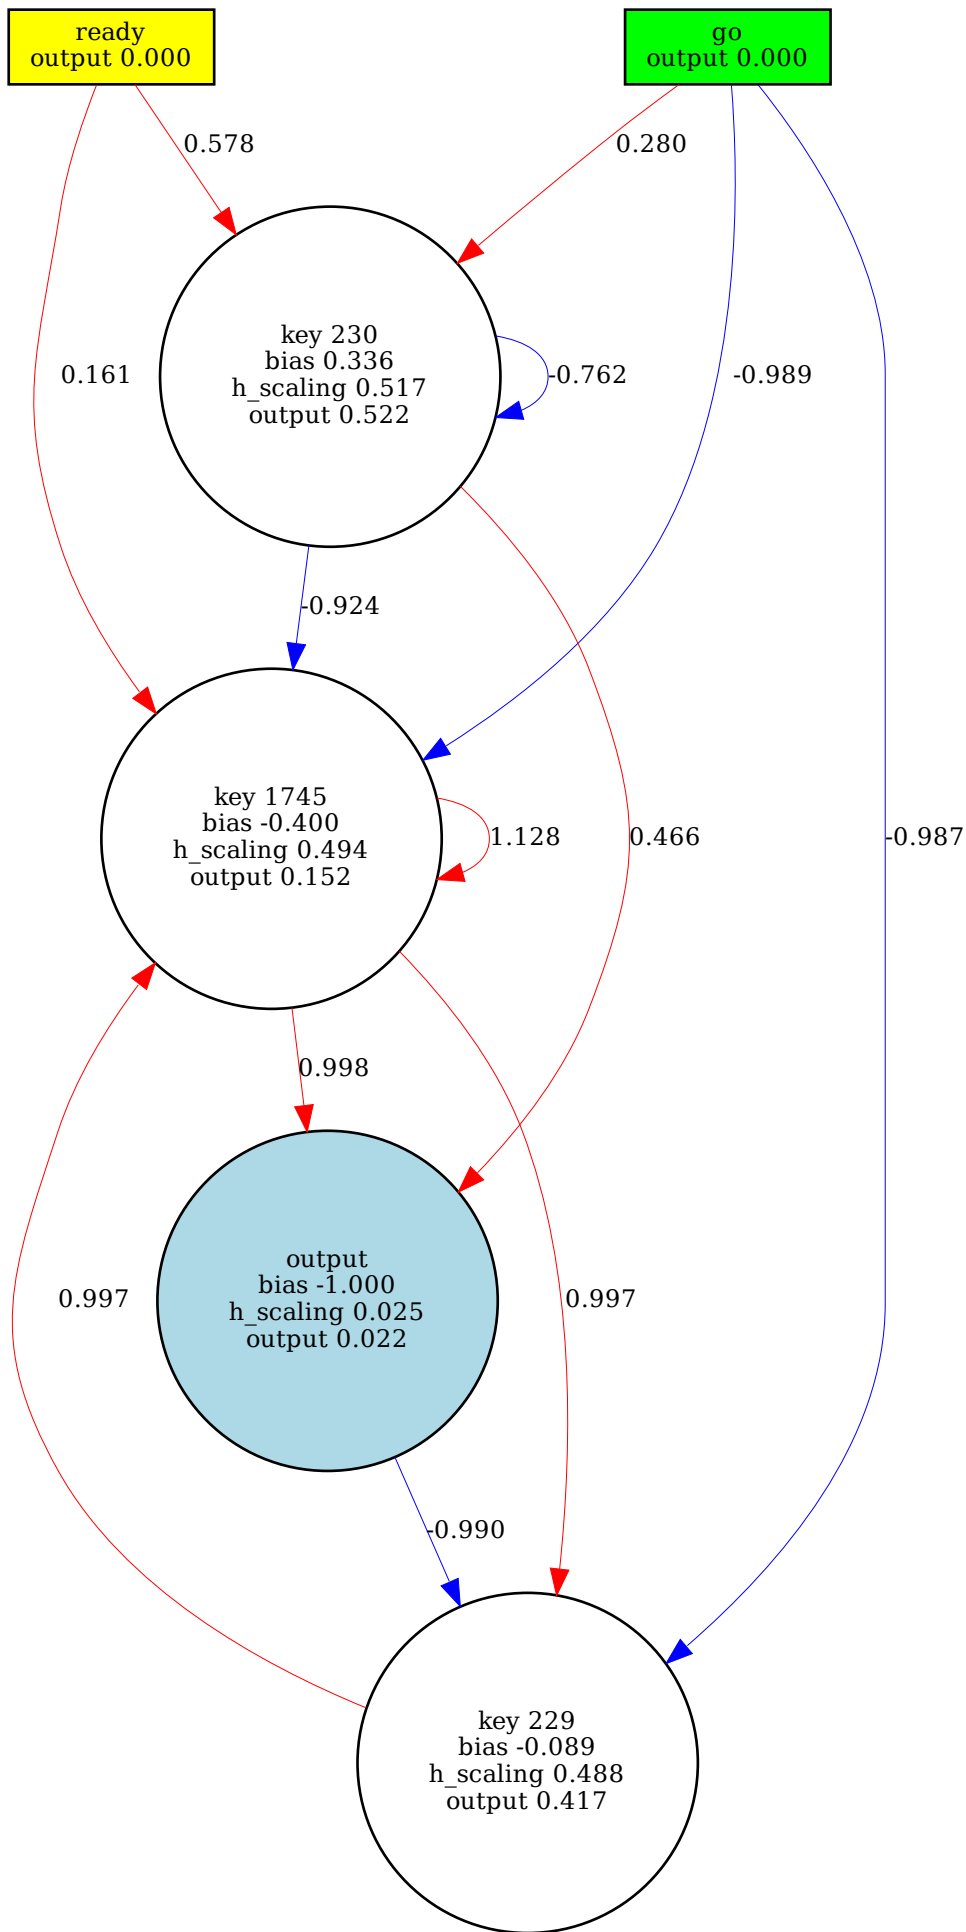 ready
output 0.000
go
output 0.000
0.578
0.280
key 230
bias 0.336
h_scaling 0.517
output 0.522
0.161
-0.762
-0.989
-0.924
key 1745
bias -0.400
h_scaling 0.494
output 0.152
1.128
0.466
-0.987
0.998
output
bias -1.000
h_scaling 0.025
output 0.022
0.997
0.997
-0.990
key 229
bias -0.089
h_scaling 0.488
output 0.417